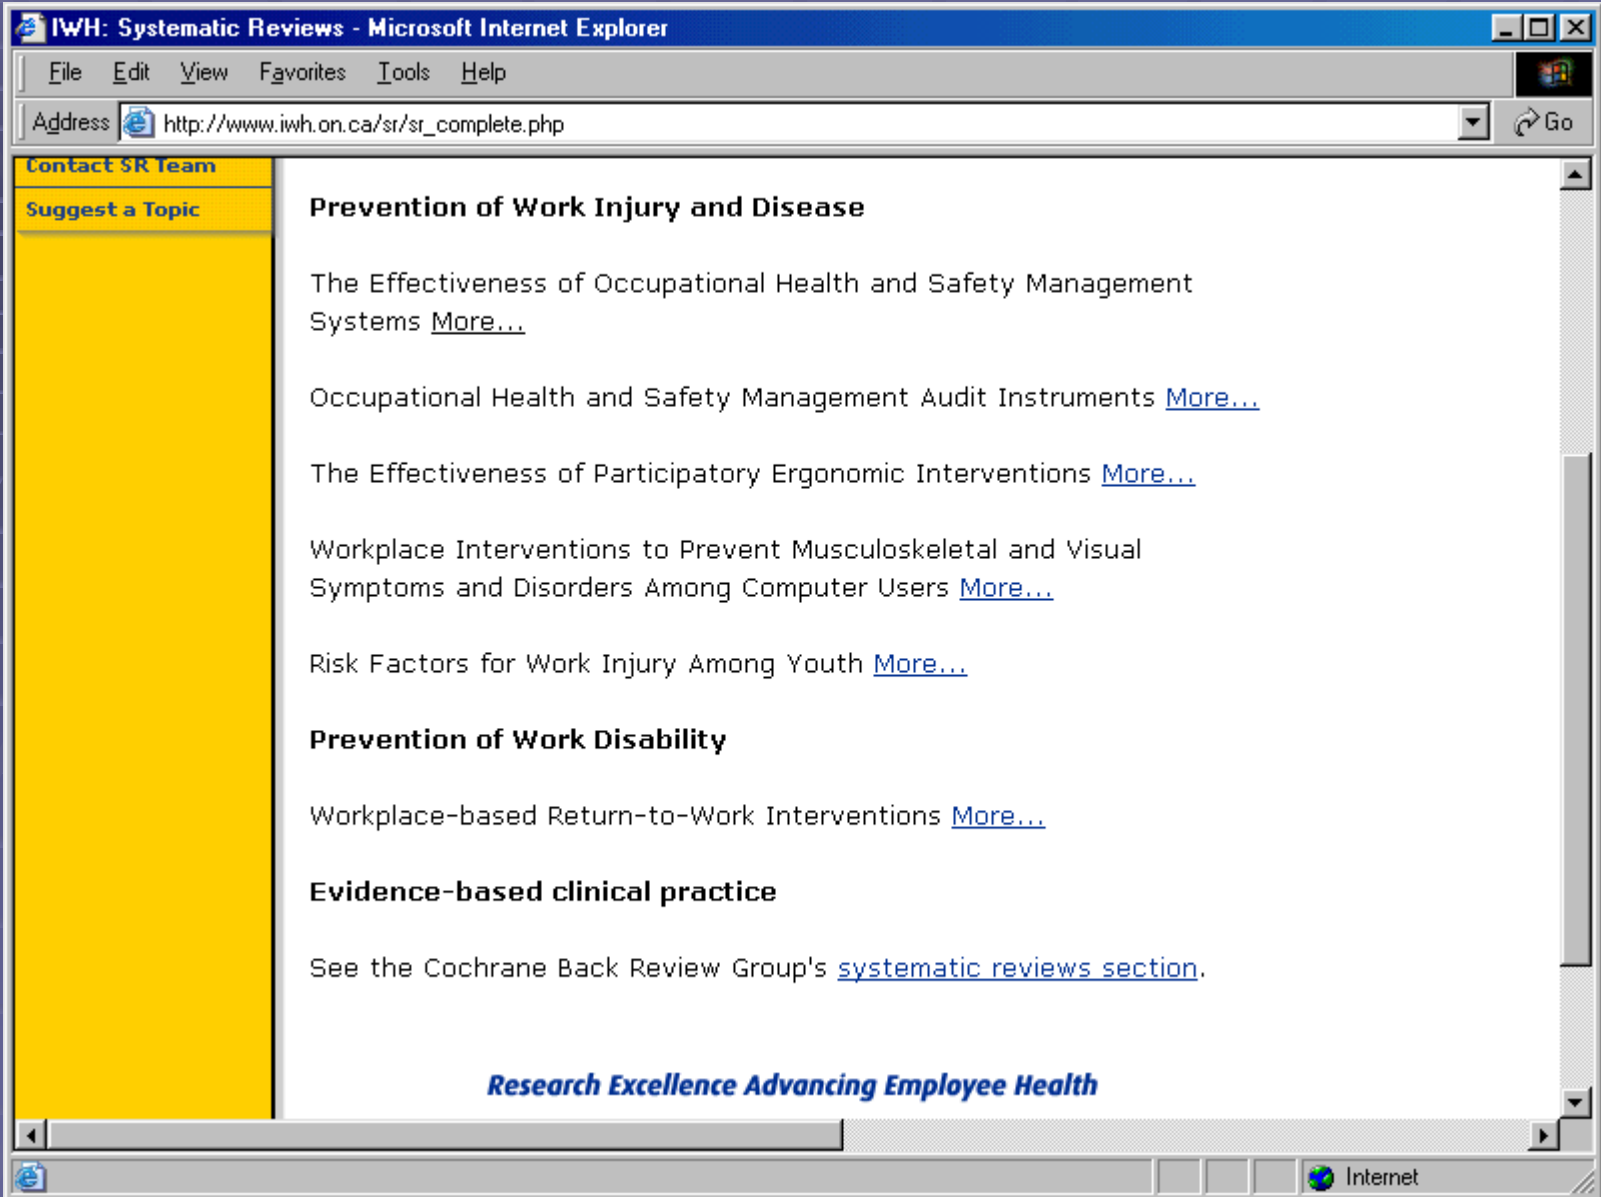 IWH: Systematic Reviews - Microsoft Internet Explorer
File Edit View Favorites Tools Help
Address http://www.iwh.on.ca/sr/sr_complete.php Go
Contact SR Team
Suggest a Topic
Prevention of Work Injury and Disease
The Effectiveness of Occupational Health and Safety Management
Systems More...
Occupational Health and Safety Management Audit Instruments More...
The Effectiveness of Participatory Ergonomic Interventions More...
Workplace Interventions to Prevent Musculoskeletal and Visual
Symptoms and Disorders Among Computer Users More...
Risk Factors for Work Injury Among Youth More...
Prevention of Work Disability
Workplace-based Return-to-Work Interventions More...
Evidence-based clinical practice
See the Cochrane Back Review Group's systematic reviews section.
Research Excellence Advancing Employee Health
Internet